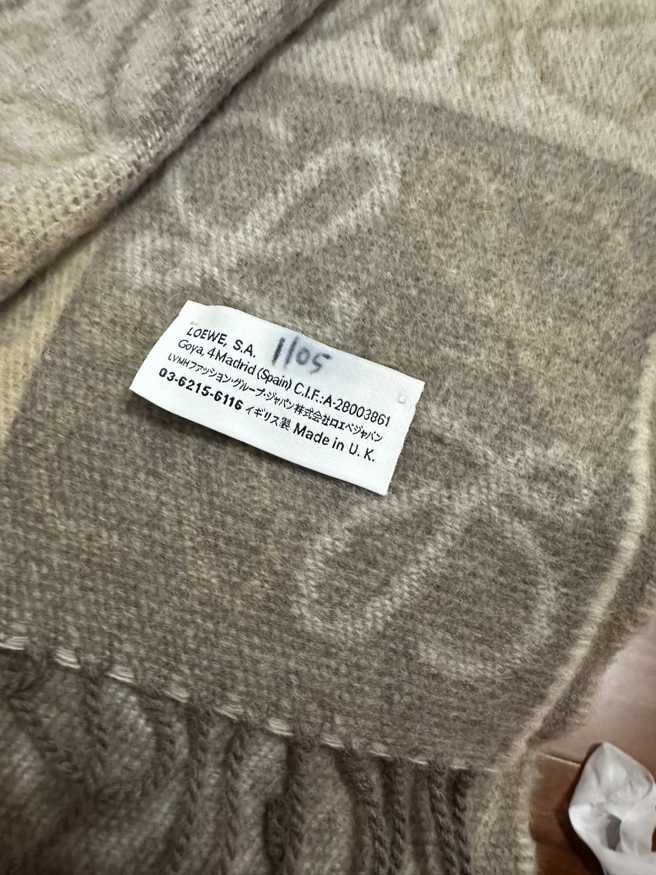 LOEWE, S.A. 1105
Goya, 4 Madrid (Spain) C.I.F.:A-28003861
LVMHファッション・グループ・ジャパン株式会社ロエベジャパン
03-6215-6116 イギリス製 Made in U. K.